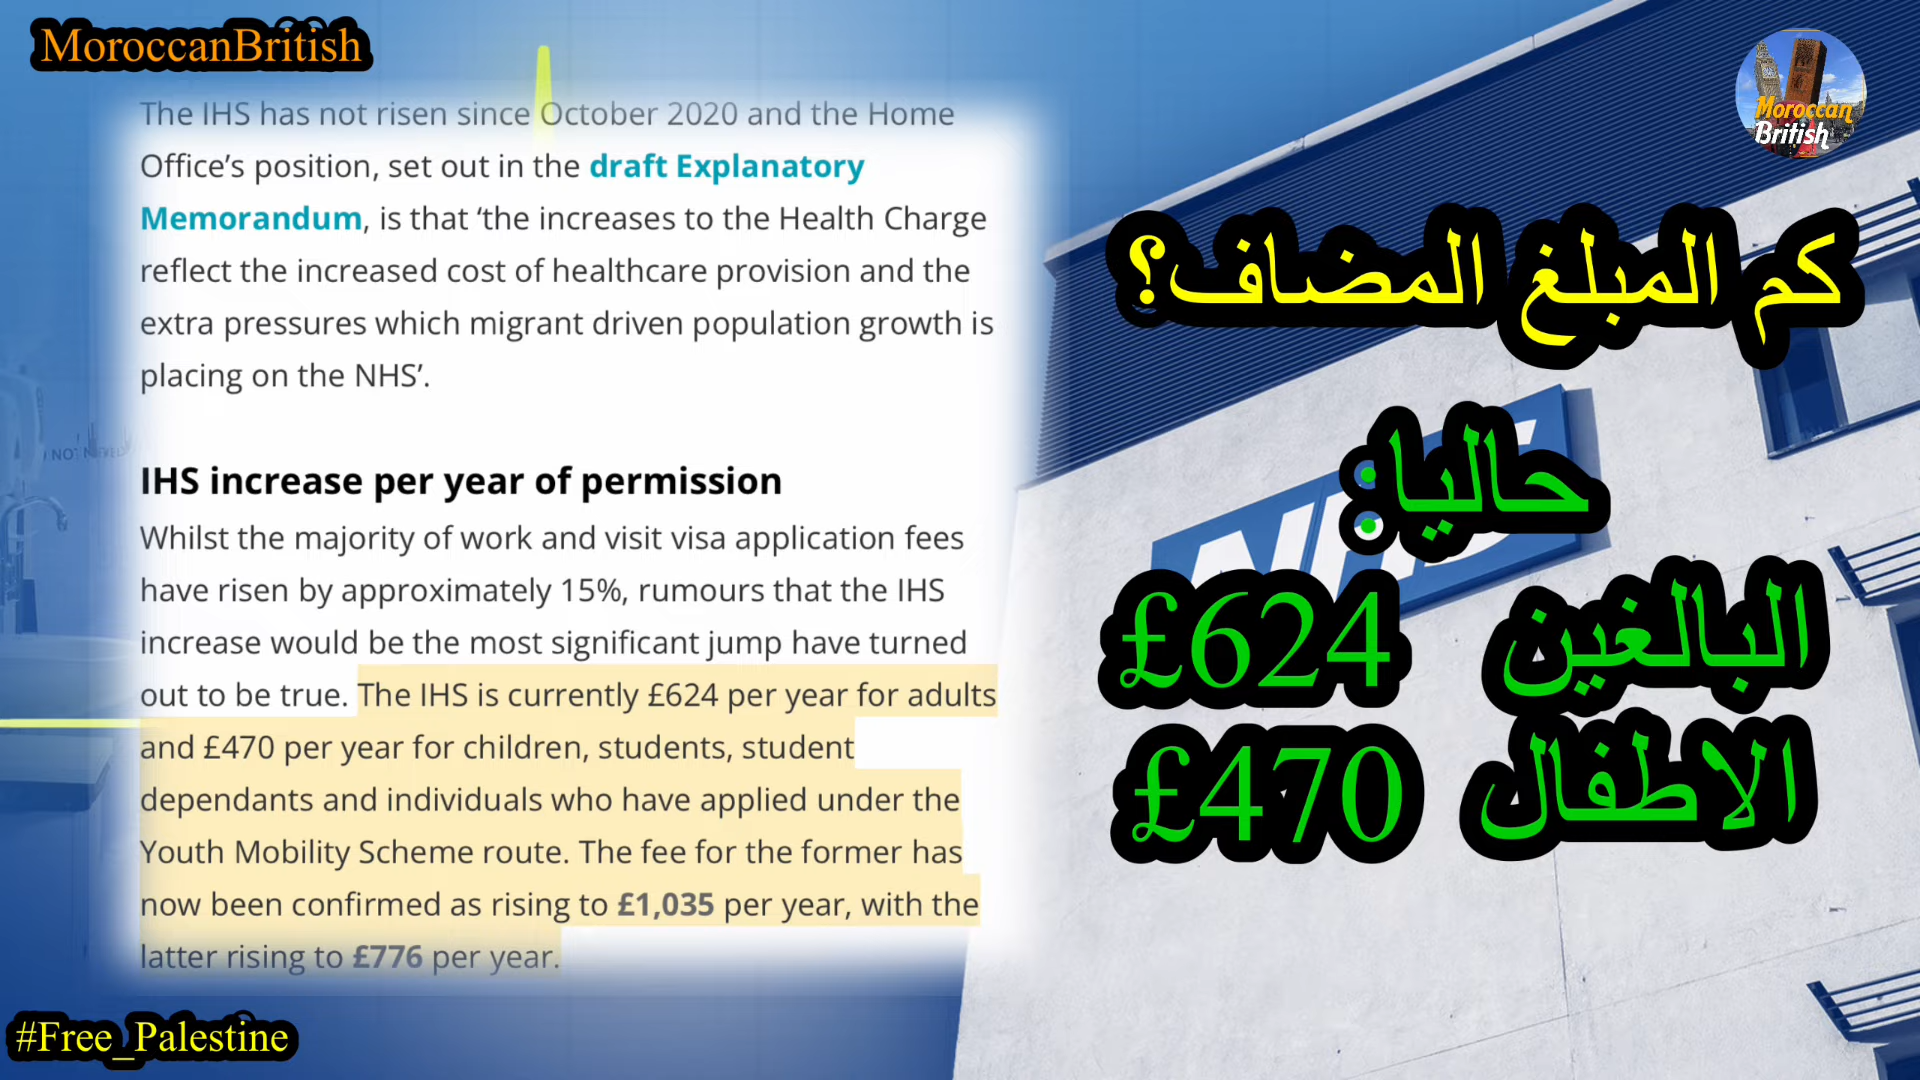 MoroccanBritish
The IHS has not risen since October 2020 and the Home
Office’s position, set out in the draft Explanatory
Memorandum, is that ‘the increases to the Health Charge
reflect the increased cost of healthcare provision and the
extra pressures which migrant driven population growth is
placing on the NHS’.
IHS increase per year of permission
Whilst the majority of work and visit visa application fees
have risen by approximately 15%, rumours that the IHS
increase would be the most significant jump have turned
out to be true. The IHS is currently £624 per year for adults
and £470 per year for children, students, student
dependants and individuals who have applied under the
Youth Mobility Scheme route. The fee for the former has
now been confirmed as rising to £1,035 per year, with the
latter rising to £776 per year.
#Free_Palestine
Moroccan
British
كم المبلغ المضاف؟
حاليا:
البالغين £624
الاطفال £470
NHS